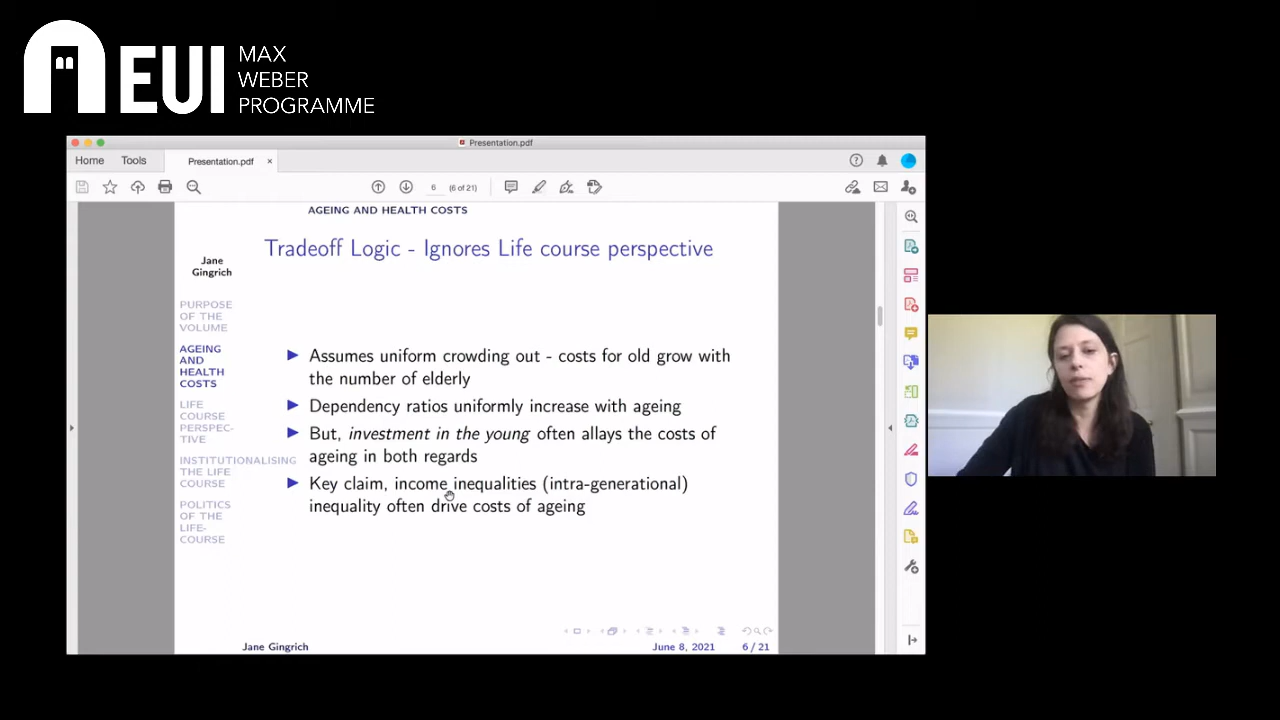 EUI
MAX
WEBER
PROGRAMME
Presentation.pdf
Home
Tools
Presentation.pdf
×
6
(6 of 21)
AGEING AND HEALTH COSTS
Tradeoff Logic - Ignores Life course perspective
Jane
Gingrich
PURPOSE
OF THE
VOLUME
AGEING
AND
HEALTH
COSTS
LIFE
COURSE
PERSPEC-
TIVE
INSTITUTIONALISING
THE LIFE
COURSE
POLITICS
OF THE
LIFE-
COURSE
Assumes uniform crowding out - costs for old grow with
the number of elderly
Dependency ratios uniformly increase with ageing
But, investment in the young often allays the costs of
ageing in both regards
Key claim, income inequalities (intra-generational)
inequality often drive costs of ageing
Jane Gingrich
June 8, 2021
6 / 21